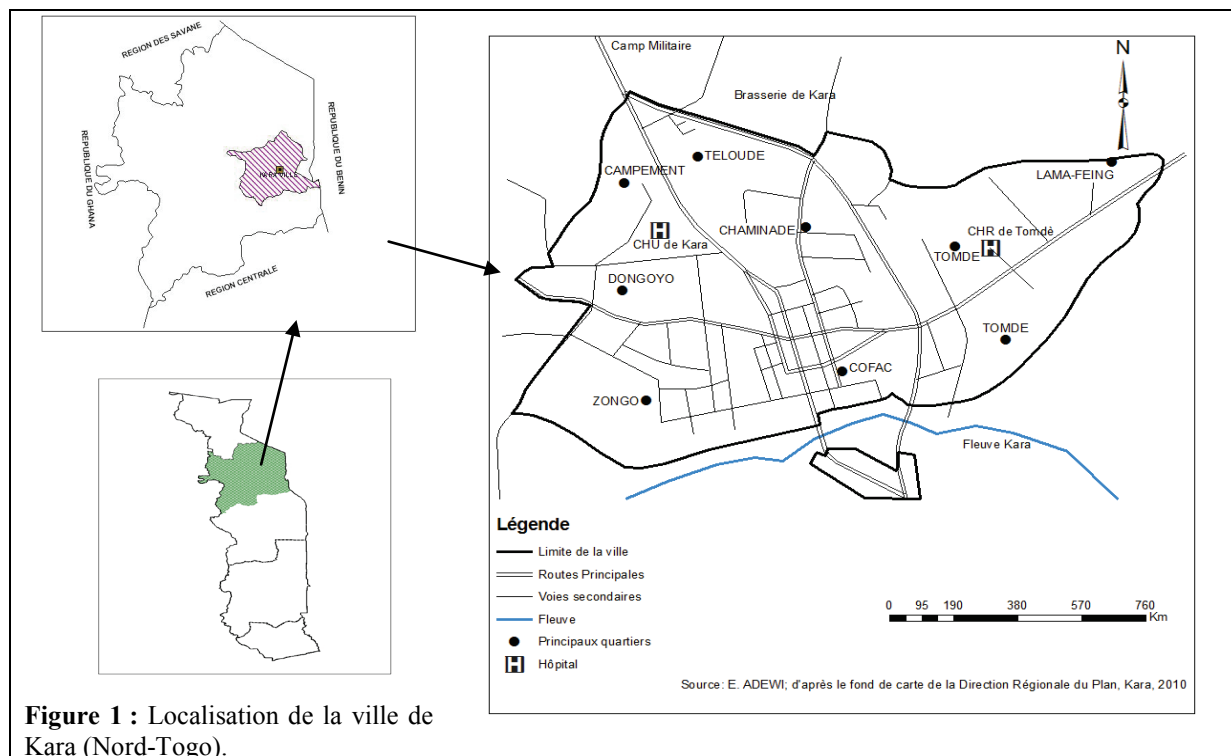 REGION DES SAVANE
REPUBLIQUE DU GHANA
REPUBLIQUE DU BENIN
KARA VILLE
REGION CENTRALE
Camp Militaire
Brasserie de Kara
N
TELOUDE
CAMPEMENT
LAMA-FEING
CHU de Kara
CHAMINADE
CHR de Tomdè
TOMDE
DONGOYO
TOMDE
COFAC
ZONGO
Fleuve Kara
Légende
Limite de la ville
Routes Principales
Voies secondaires
Fleuve
Principaux quartiers
H Hôpital
0 95 190 380 570 760
Km
Source: E. ADEWI; d'après le fond de carte de la Direction Régionale du Plan, Kara, 2010
Figure 1 : Localisation de la ville de
Kara (Nord-Togo).